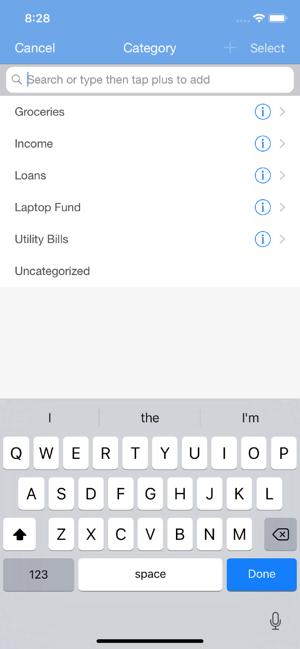 8:28
Cancel Category + Select
Search or type then tap plus to add
Groceries
Income
Loans
Laptop Fund
Utility Bills
Uncategorized
I the I'm
Q W E R T Y U I O P
A S D F G H J K L
Z X C V B N M
123 space Done